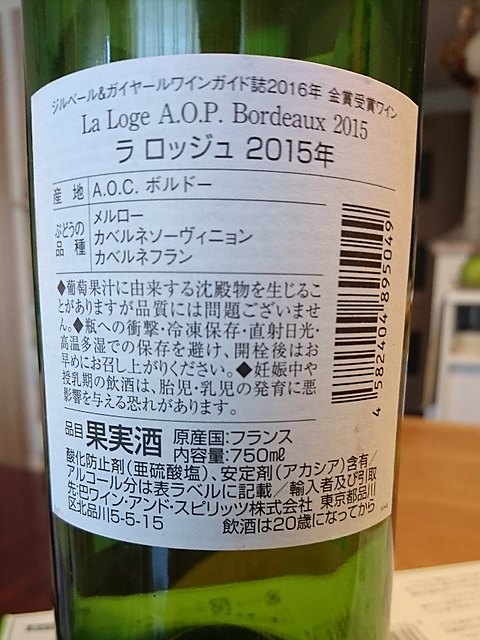 ジルベール&ガイヤールワインガイド誌2016年 金賞受賞ワイン
La Loge A.O.P. Bordeaux 2015
ラ ロッジュ 2015年
産 地 A.O.C. ボルドー
ぶどうの品種 メルロー
カベルネソーヴィニョン
カベルネフラン
◆葡萄果汁に由来する沈殿物を生じるこ
とがありますが品質には問題ございませ
ん。◆瓶への衝撃・冷凍保存・直射日光・
高温多湿での保存を避け、開栓後はお
早めにお召し上がりください。◆妊娠中や
授乳期の飲酒は、胎児・乳児の発育に悪
影響を与える恐れがあります。
4 582404 895049
品目 果実酒 原産国:フランス
内容量:750mℓ
酸化防止剤(亜硫酸塩)、安定剤(アカシア)含有/
アルコール分は表ラベルに記載/輸入者及び引取
先:ワイン・アンド・スピリッツ株式会社 東京都品川
区北品川5-5-15 飲酒は20歳になってから